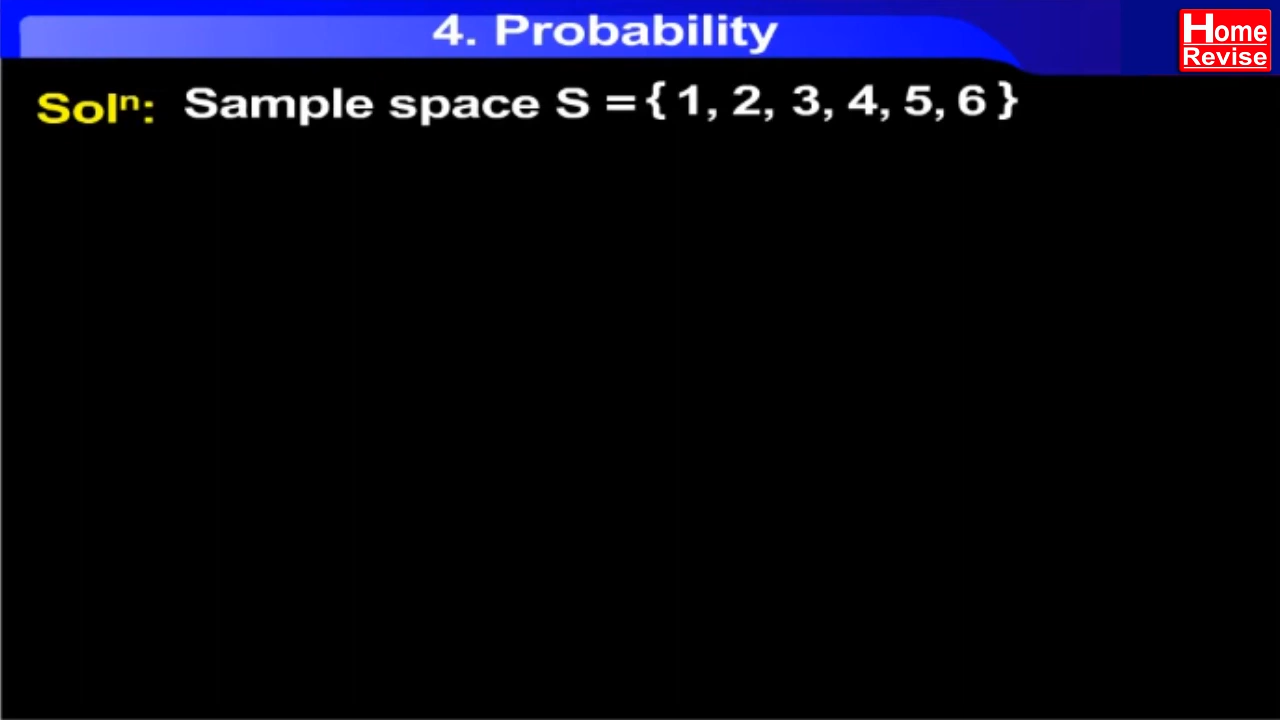 4. Probability
Home
Revise
Solⁿ: Sample space S = { 1, 2, 3, 4, 5, 6 }